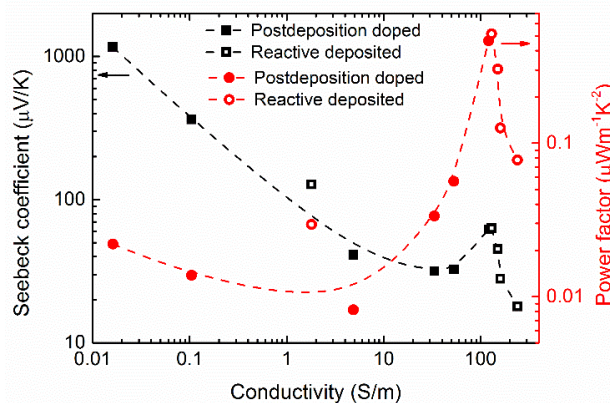 Postdeposition doped
Reactive deposited
Postdeposition doped
Reactive deposited
1000
100
10
0.1
0.01
0.01
0.1
1
10
100
Seebeck coefficient (μV/K)
Power factor (μWm⁻¹K⁻²)
Conductivity (S/m)